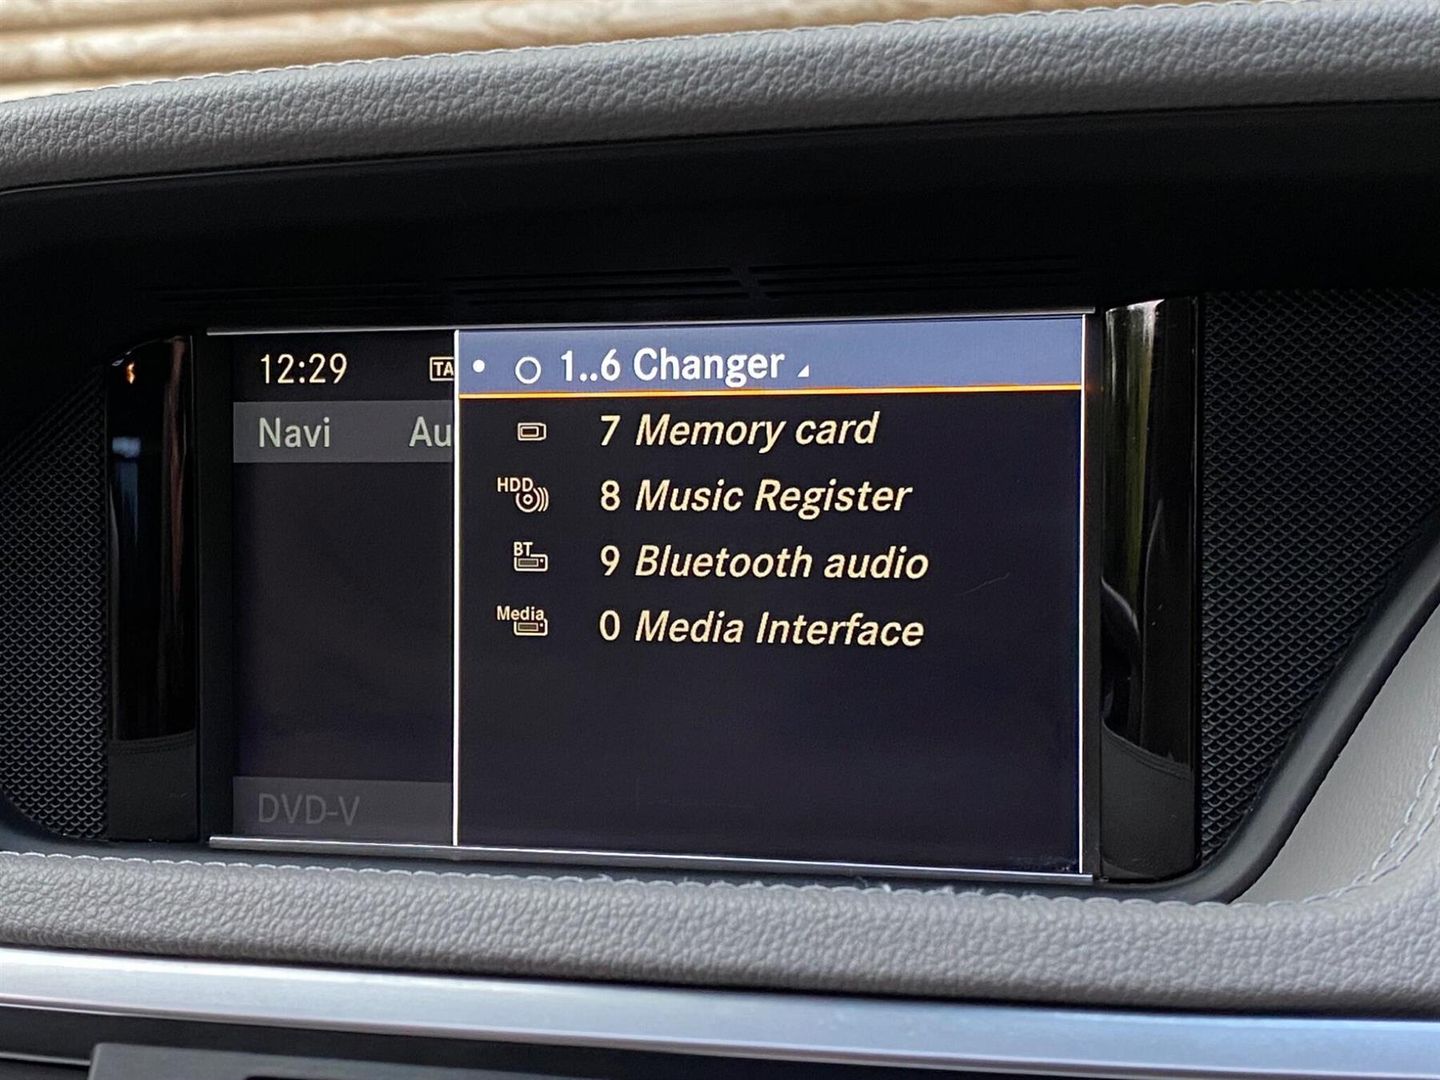 12:29 TA
Navi Au
DVD-V
1..6 Changer
7 Memory card
HDD 8 Music Register
BT 9 Bluetooth audio
Media 0 Media Interface